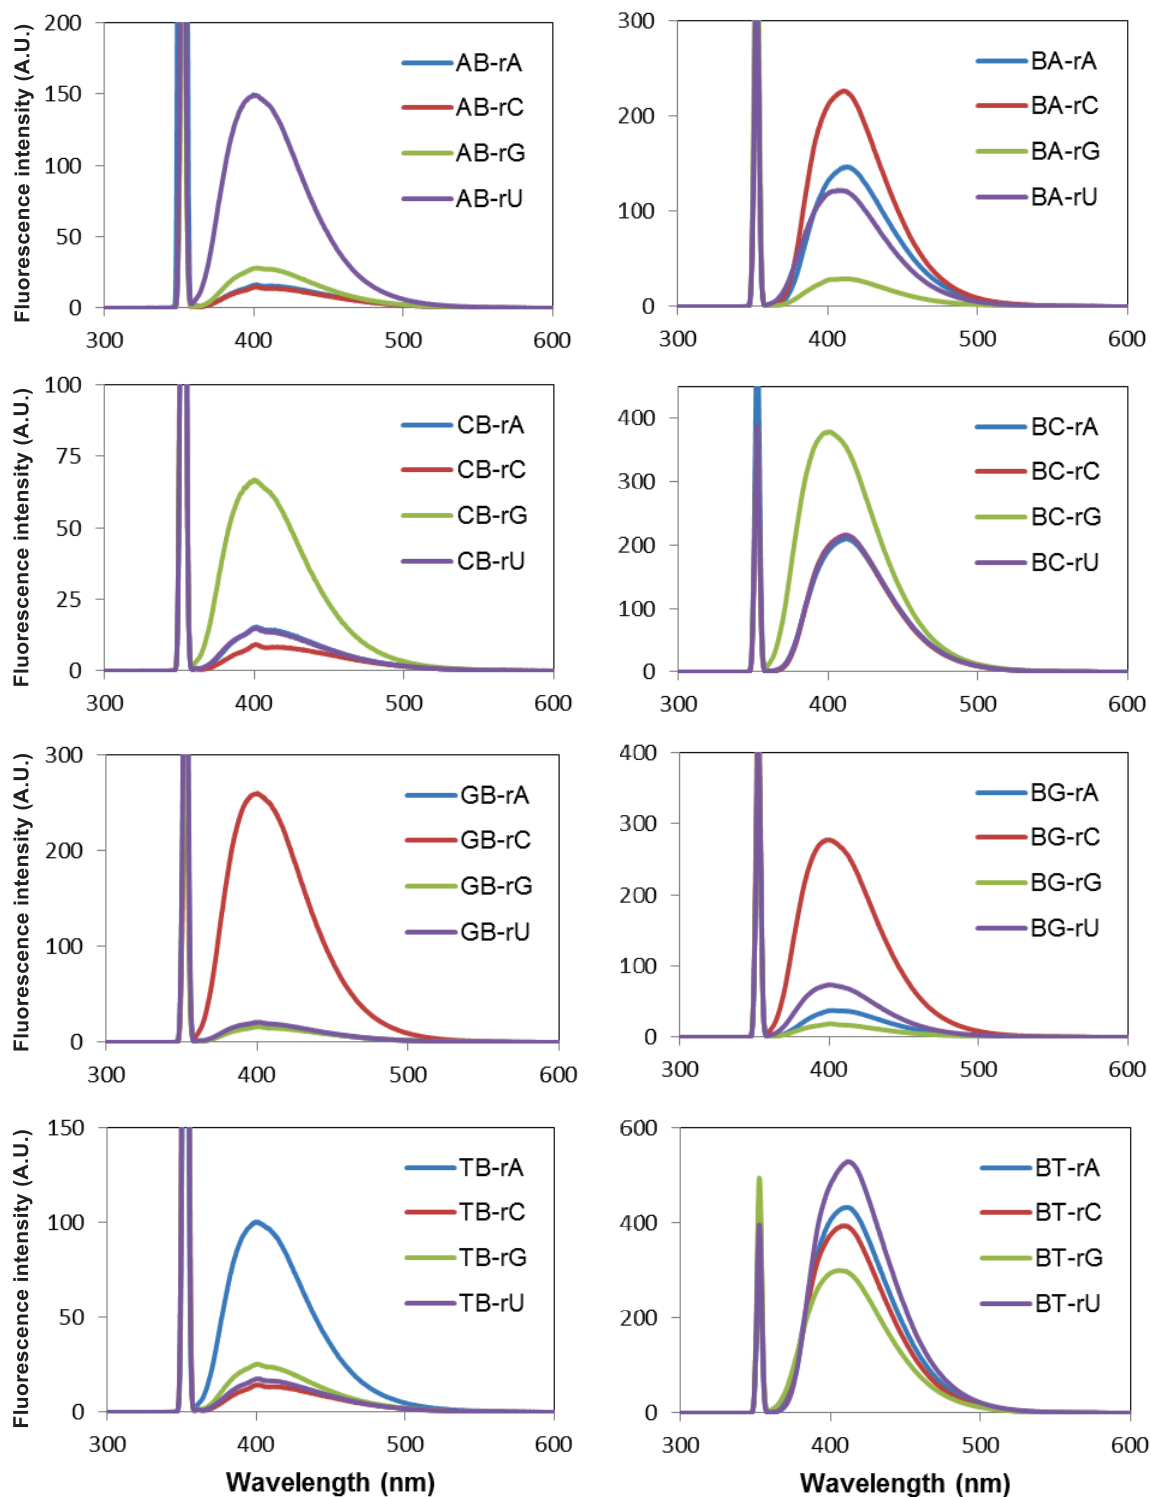 Fluorescence intensity (A.U.)
200
150
100
50
0
300
400
500
600
AB-rA
AB-rC
AB-rG
AB-rU
300
200
100
0
300
400
500
600
BA-rA
BA-rC
BA-rG
BA-rU
Fluorescence intensity (A.U.)
100
75
50
25
0
300
400
500
600
CB-rA
CB-rC
CB-rG
CB-rU
400
300
200
100
0
300
400
500
600
BC-rA
BC-rC
BC-rG
BC-rU
Fluorescence intensity (A.U.)
300
200
100
0
300
400
500
600
GB-rA
GB-rC
GB-rG
GB-rU
400
300
200
100
0
300
400
500
600
BG-rA
BG-rC
BG-rG
BG-rU
Fluorescence intensity (A.U.)
150
100
50
0
300
400
500
600
TB-rA
TB-rC
TB-rG
TB-rU
Wavelength (nm)
600
400
200
0
300
400
500
600
BT-rA
BT-rC
BT-rG
BT-rU
Wavelength (nm)